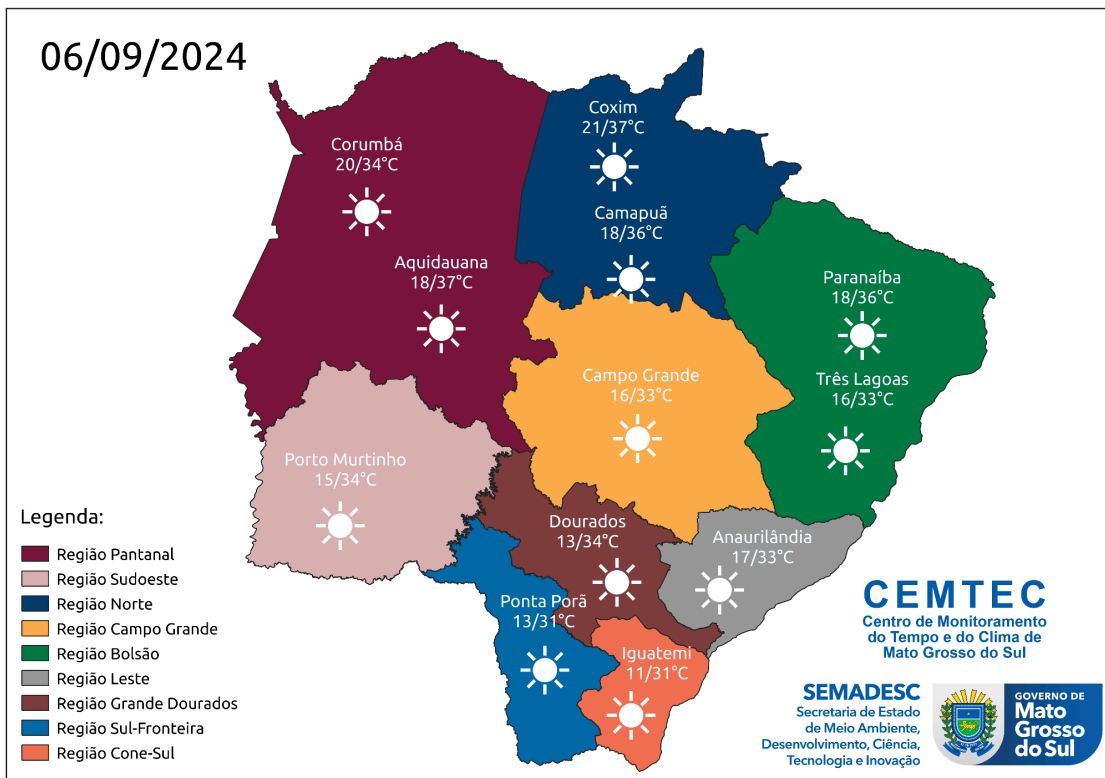 06/09/2024
Coxim
21/37°C
Corumbá
20/34°C
Camapuã
18/36°C
Aquidauana
18/37°C
Paranaíba
18/36°C
Campo Grande
16/33°C
Três Lagoas
16/33°C
Porto Murtinho
15/34°C
Dourados
13/34°C
Anaurilândia
17/33°C
Ponta Porã
13/31°C
Iguatemi
11/31°C
Legenda:
Região Pantanal
Região Sudoeste
Região Norte
Região Campo Grande
Região Bolsão
Região Leste
Região Grande Dourados
Região Sul-Fronteira
Região Cone-Sul
CEMTEC
Centro de Monitoramento
do Tempo e do Clima de
Mato Grosso do Sul
SEMADESC
Secretaria de Estado
de Meio Ambiente,
Desenvolvimento, Ciência,
Tecnologia e Inovação
GOVERNO DE
Mato
Grosso
do Sul